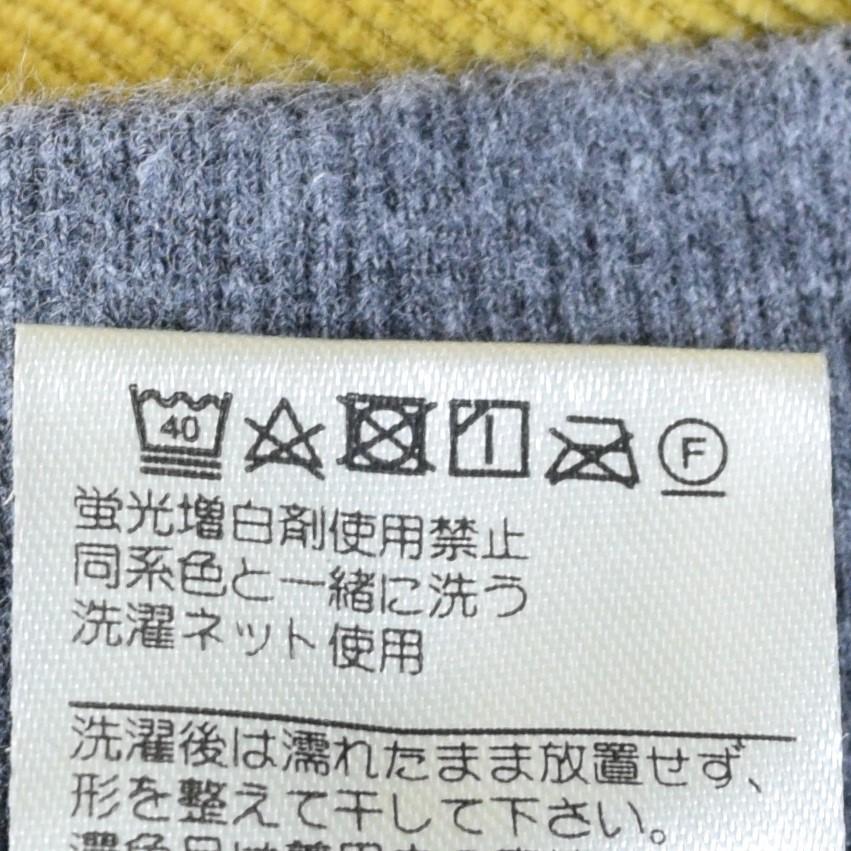 40 F
蛍光増白剤使用禁止
同系色と一緒に洗う
洗濯ネット使用
洗濯後は濡れたまま放置せず、
形を整えて干して下さい。